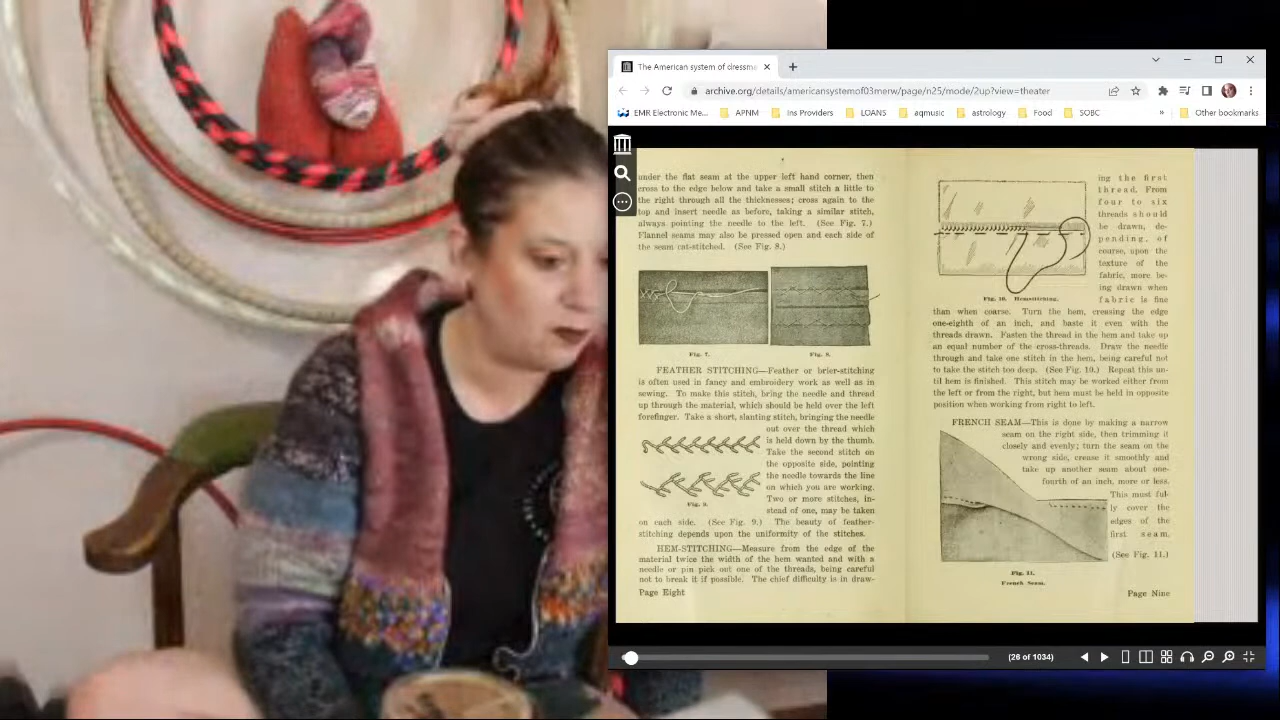 The American system of dressm
archive.org/details/americansystemof03merw/page/n25/mode/2up?view=theater
EMR Electronic Me...
APNM
Ins Providers
LOANS
aqmusic
astrology
Food
SOBC
»
Other bookmarks
under the flat seam at the upper left hand corner, then
cross to the edge below and take a small stitch a little to
the right through all the thicknesses; cross again to the
top and insert needle as before, taking a similar stitch,
always pointing the needle to the left. (See Fig. 7.)
Flannel seams may also be pressed open and each side of
the seam cat-stitched. (See Fig. 8.)
Fig. 7.
Fig. 8.
FEATHER STITCHING—Feather or brier-stitching
is often used in fancy and embroidery work as well as in
sewing. To make this stitch, bring the needle and thread
up through the material, which should be held over the left
forefinger. Take a short, slanting stitch, bringing the needle
out over the thread which
is held down by the thumb.
Take the second stitch on
the opposite side, pointing
the needle towards the line
on which you are working.
Two or more stitches, in-
stead of one, may be taken
Fig. 9.
on each side. (See Fig. 9.) The beauty of feather-
stitching depends upon the uniformity of the stitches.
HEM-STITCHING—Measure from the edge of the
material twice the width of the hem wanted and with a
needle or pin pick out one of the threads, being careful
not to break it if possible. The chief difficulty is in draw-
Page Eight
ing the first
thread. From
four to six
threads should
be drawn, de-
pending, of
course, upon the
texture of the
fabric, more be-
ing drawn when
fabric is fine
Fig. 10. Hemstitching.
than when coarse. Turn the hem, creasing the edge
one-eighth of an inch, and baste it even with the
threads drawn. Fasten the thread in the hem and take up
an equal number of the cross-threads. Draw the needle
through and take one stitch in the hem, being careful not
to take the stitch too deep. (See Fig. 10.) Repeat this un-
til hem is finished. This stitch may be worked either from
the left or from the right, but hem must be held in opposite
position when working from right to left.
FRENCH SEAM—This is done by making a narrow
seam on the right side, then trimming it
closely and evenly; turn the seam on the
wrong side, crease it smoothly and
take up another seam about one-
fourth of an inch, more or less.
This must ful-
ly cover the
edges of the
first seam.
(See Fig. 11.)
Fig. 11.
French Seam.
Page Nine
(26 of 1034)